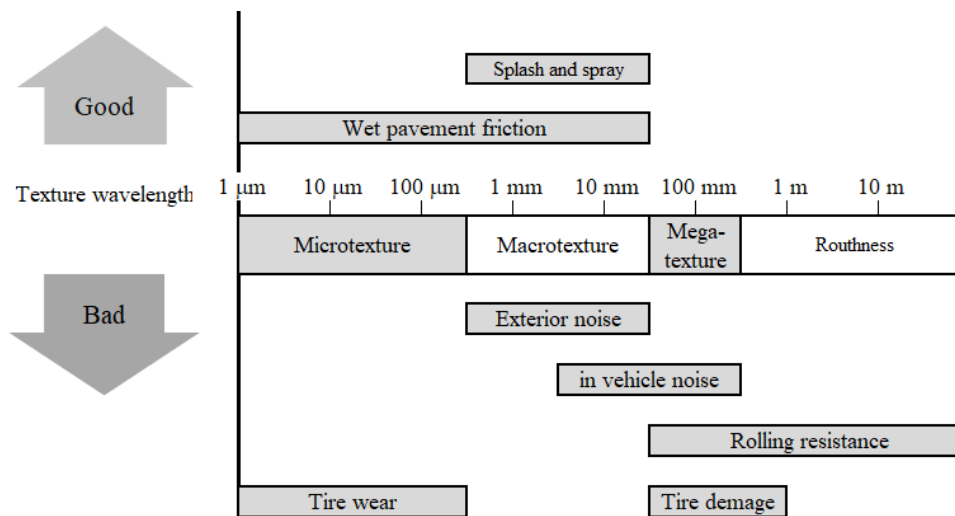 Splash and spray
Good
Wet pavement friction
Texture wavelength
1 μm 10 μm 100 μm 1 mm 10 mm 100 mm 1 m 10 m
Microtexture Macrotexture Mega-
texture Routhness
Bad
Exterior noise
in vehicle noise
Rolling resistance
Tire wear Tire demage